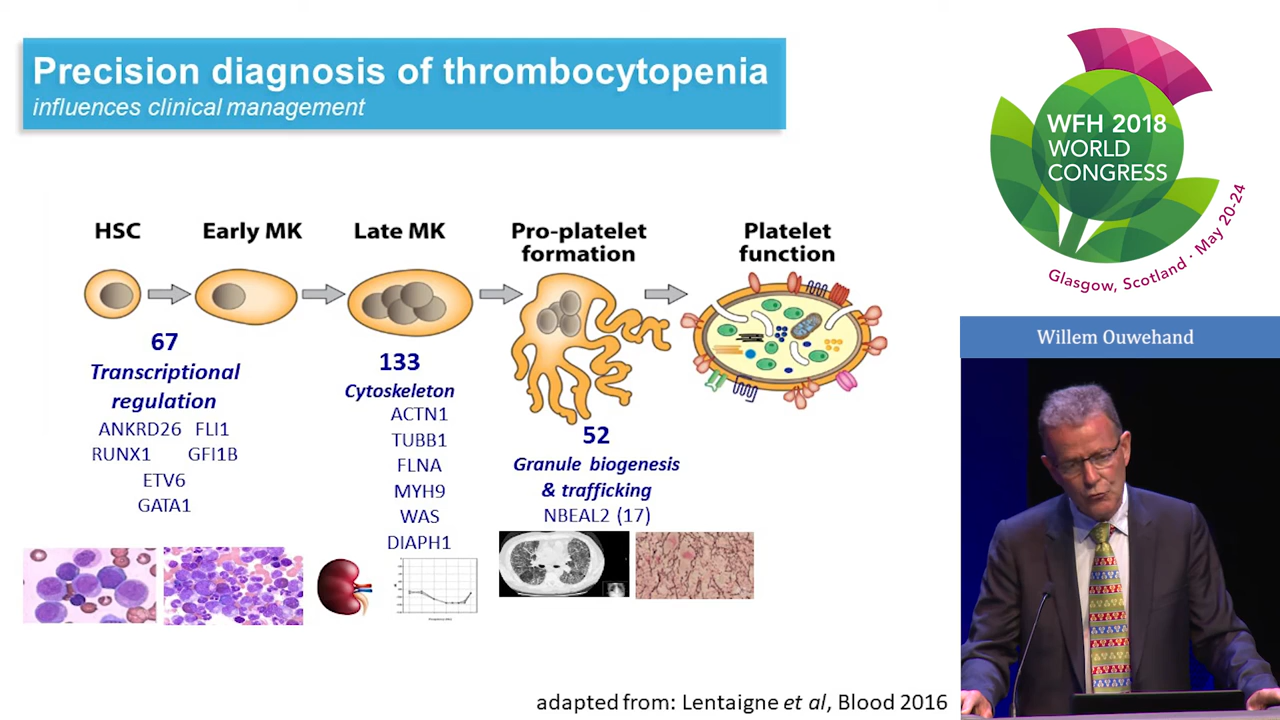 Precision diagnosis of thrombocytopenia
influences clinical management
WFH 2018
WORLD
CONGRESS
Glasgow, Scotland · May 20-24
Willem Ouwehand
HSC
Early MK
Late MK
Pro-platelet
formation
Platelet
function
67
Transcriptional
regulation
ANKRD26 FLI1
RUNX1 GFI1B
ETV6
GATA1
133
Cytoskeleton
ACTN1
TUBB1
FLNA
MYH9
WAS
DIAPH1
52
Granule biogenesis
& trafficking
NBEAL2 (17)
adapted from: Lentaigne et al, Blood 2016